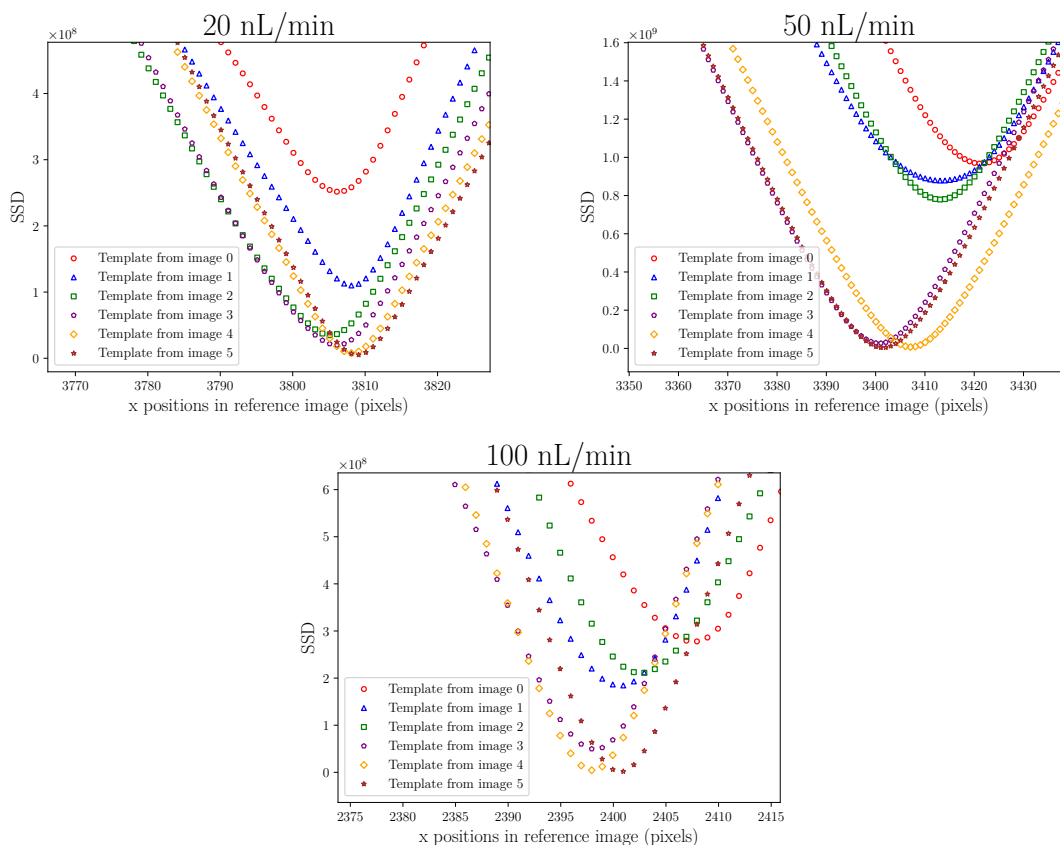 20 nL/min
×10⁸
SSD
4
3
2
1
0
Template from image 0
Template from image 1
Template from image 2
Template from image 3
Template from image 4
Template from image 5
3770 3780 3790 3800 3810 3820
x positions in reference image (pixels)
50 nL/min
×10⁹
SSD
1.6
1.4
1.2
1.0
0.8
0.6
0.4
0.2
0.0
Template from image 0
Template from image 1
Template from image 2
Template from image 3
Template from image 4
Template from image 5
3350 3360 3370 3380 3390 3400 3410 3420 3430
x positions in reference image (pixels)
100 nL/min
×10⁸
SSD
6
5
4
3
2
1
0
Template from image 0
Template from image 1
Template from image 2
Template from image 3
Template from image 4
Template from image 5
2375 2380 2385 2390 2395 2400 2405 2410 2415
x positions in reference image (pixels)